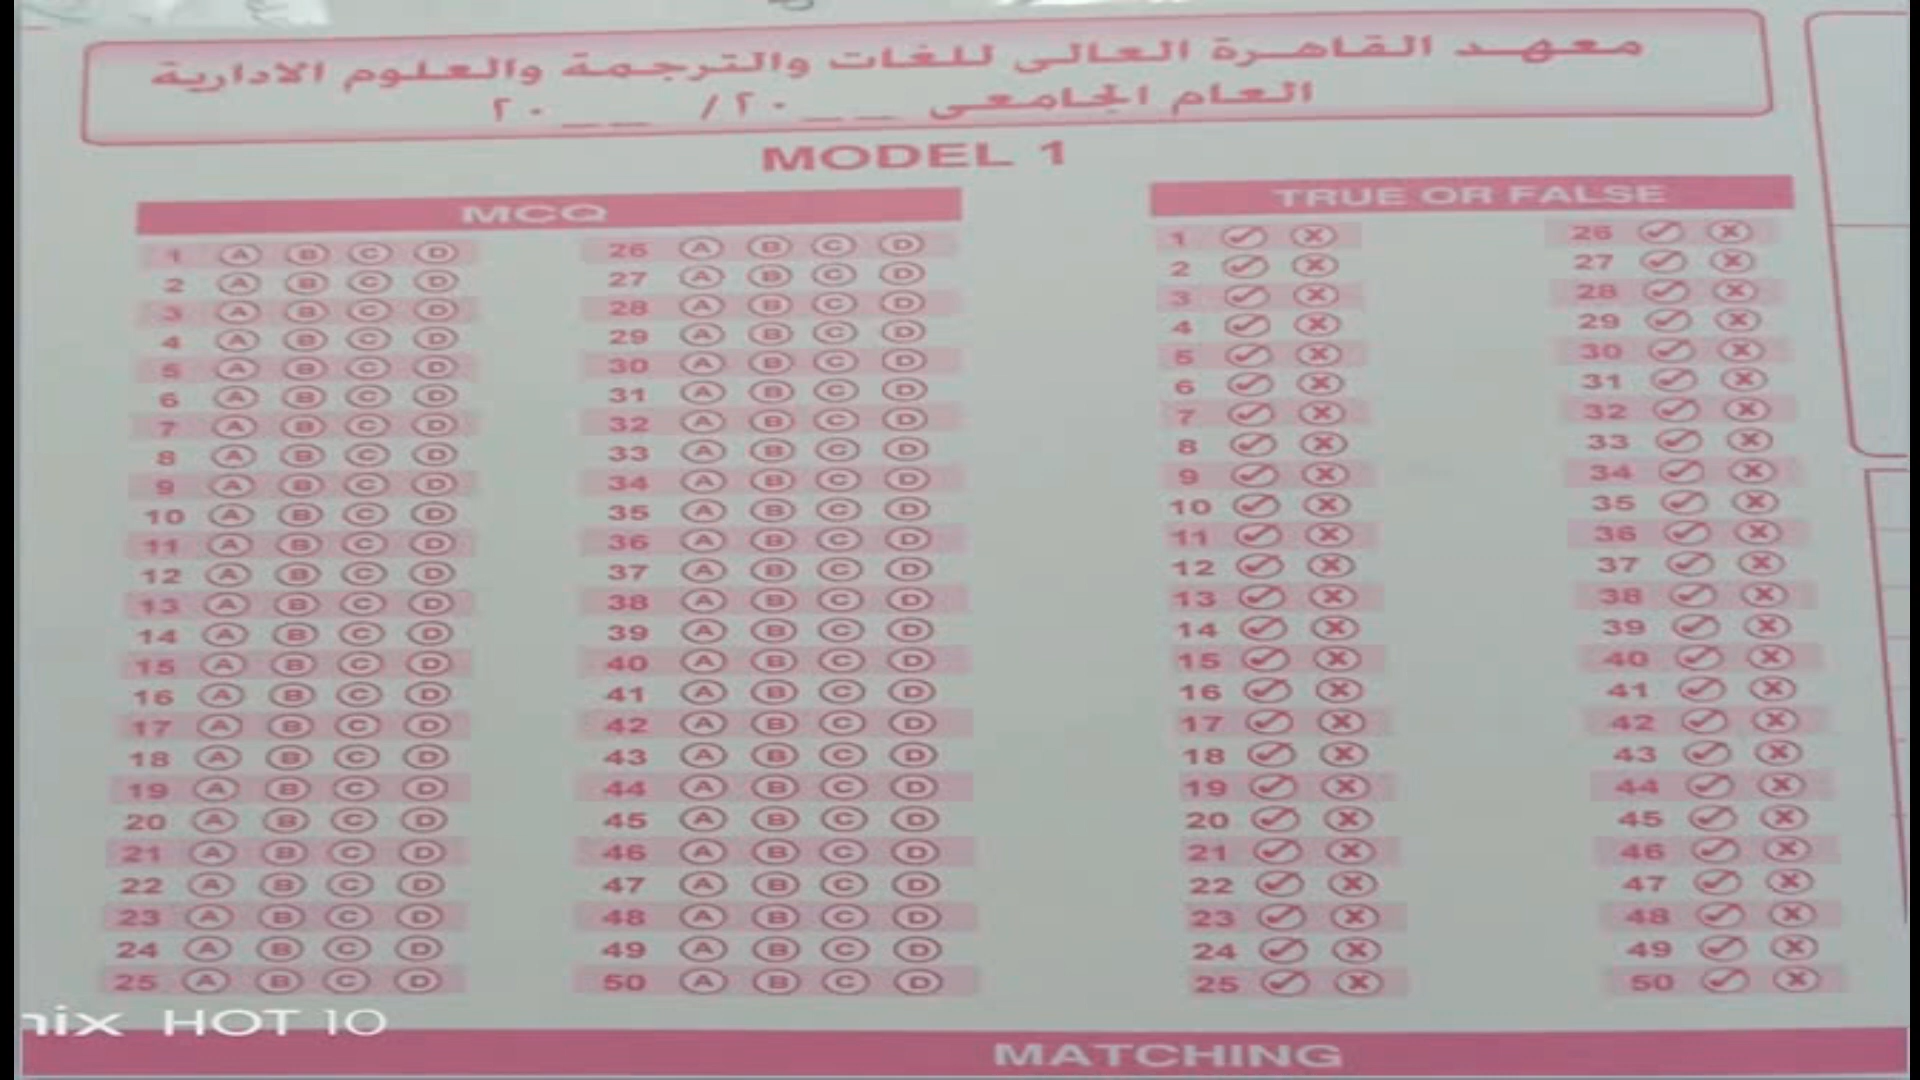 معهد القاهرة العالى للغات والترجمة والعلوم الادارية
العام الجامعى __٢٠ / __٢٠
MODEL 1
MCQ
1 A B C D
2 A B C D
3 A B C D
4 A B C D
5 A B C D
6 A B C D
7 A B C D
8 A B C D
9 A B C D
10 A B C D
11 A B C D
12 A B C D
13 A B C D
14 A B C D
15 A B C D
16 A B C D
17 A B C D
18 A B C D
19 A B C D
20 A B C D
21 A B C D
22 A B C D
23 A B C D
24 A B C D
25 A B C D
26 A B C D
27 A B C D
28 A B C D
29 A B C D
30 A B C D
31 A B C D
32 A B C D
33 A B C D
34 A B C D
35 A B C D
36 A B C D
37 A B C D
38 A B C D
39 A B C D
40 A B C D
41 A B C D
42 A B C D
43 A B C D
44 A B C D
45 A B C D
46 A B C D
47 A B C D
48 A B C D
49 A B C D
50 A B C D
TRUE OR FALSE
1 ✓ X
2 ✓ X
3 ✓ X
4 ✓ X
5 ✓ X
6 ✓ X
7 ✓ X
8 ✓ X
9 ✓ X
10 ✓ X
11 ✓ X
12 ✓ X
13 ✓ X
14 ✓ X
15 ✓ X
16 ✓ X
17 ✓ X
18 ✓ X
19 ✓ X
20 ✓ X
21 ✓ X
22 ✓ X
23 ✓ X
24 ✓ X
25 ✓ X
26 ✓ X
27 ✓ X
28 ✓ X
29 ✓ X
30 ✓ X
31 ✓ X
32 ✓ X
33 ✓ X
34 ✓ X
35 ✓ X
36 ✓ X
37 ✓ X
38 ✓ X
39 ✓ X
40 ✓ X
41 ✓ X
42 ✓ X
43 ✓ X
44 ✓ X
45 ✓ X
46 ✓ X
47 ✓ X
48 ✓ X
49 ✓ X
50 ✓ X
nix HOT 10
MATCHING